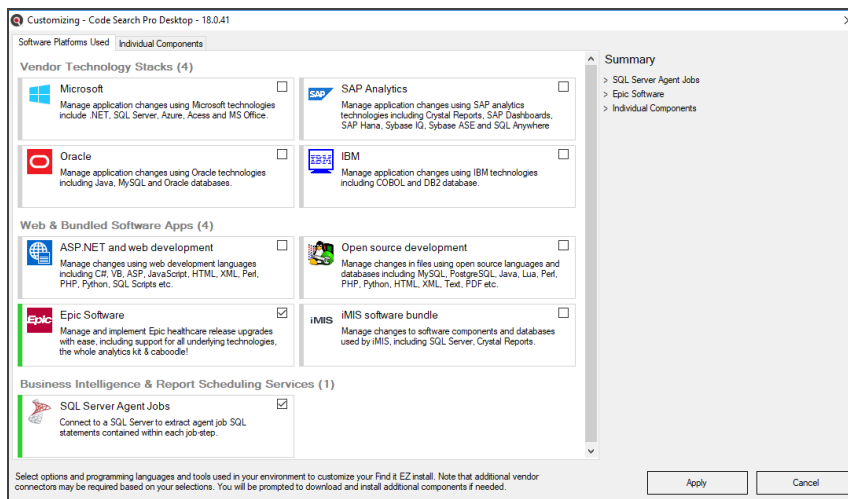 Customizing - Code Search Pro Desktop - 18.0.41
Software Platforms Used
Individual Components
Vendor Technology Stacks (4)
Microsoft
Manage application changes using Microsoft technologies
include .NET, SQL Server, Azure, Acess and MS Office.
SAP
SAP Analytics
Manage application changes using SAP analytics
technologies including Crystal Reports, SAP Dashboards,
SAP Hana, Sybase IQ, Sybase ASE and SQL Anywhere
Oracle
Manage application changes using Oracle technologies
including Java, MySQL and Oracle databases.
IBM
IBM
Manage application changes using IBM technologies
including COBOL and DB2 database.
Web & Bundled Software Apps (4)
ASP.NET and web development
Manage changes using web development languages
including C#, VB, ASP, JavaScript, HTML, XML, Perl,
PHP, Python, SQL Scripts etc.
Open source development
Manage changes in files using open source languages and
databases including MySQL, PostgreSQL, Java, Lua, Perl,
PHP, Python, HTML, XML, Text, PDF etc.
Epic
Epic Software
Manage and implement Epic healthcare release upgrades
with ease, including support for all underlying technologies,
the whole analytics kit & caboodle!
iMIS
iMIS software bundle
Manage changes to software components and databases
used by iMIS, including SQL Server, Crystal Reports.
Business Intelligence & Report Scheduling Services (1)
SQL Server Agent Jobs
Connect to a SQL Server to extract agent job SQL
statements contained within each job-step.
Summary
> SQL Server Agent Jobs
> Epic Software
> Individual Components
Select options and programming languages and tools used in your environment to customize your Find it EZ install. Note that additional vendor
connectors may be required based on your selections. You will be prompted to download and install additional components if needed.
Apply
Cancel